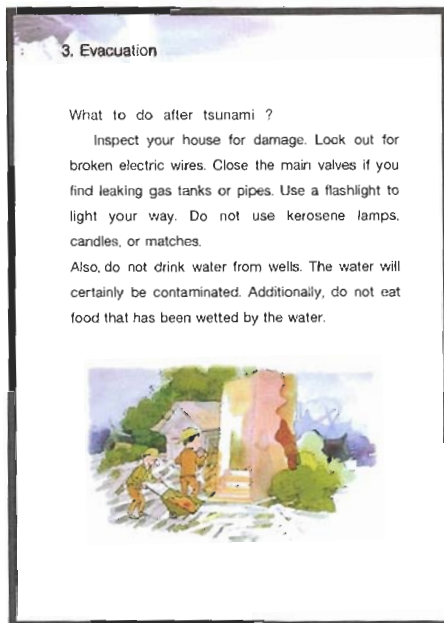 3. Evacuation
What to do after tsunami ?
Inspect your house for damage. Look out for
broken electric wires. Close the main valves if you
find leaking gas tanks or pipes. Use a flashlight to
light your way. Do not use kerosene lamps,
candles, or matches.
Also, do not drink water from wells. The water will
certainly be contaminated. Additionally, do not eat
food that has been wetted by the water.